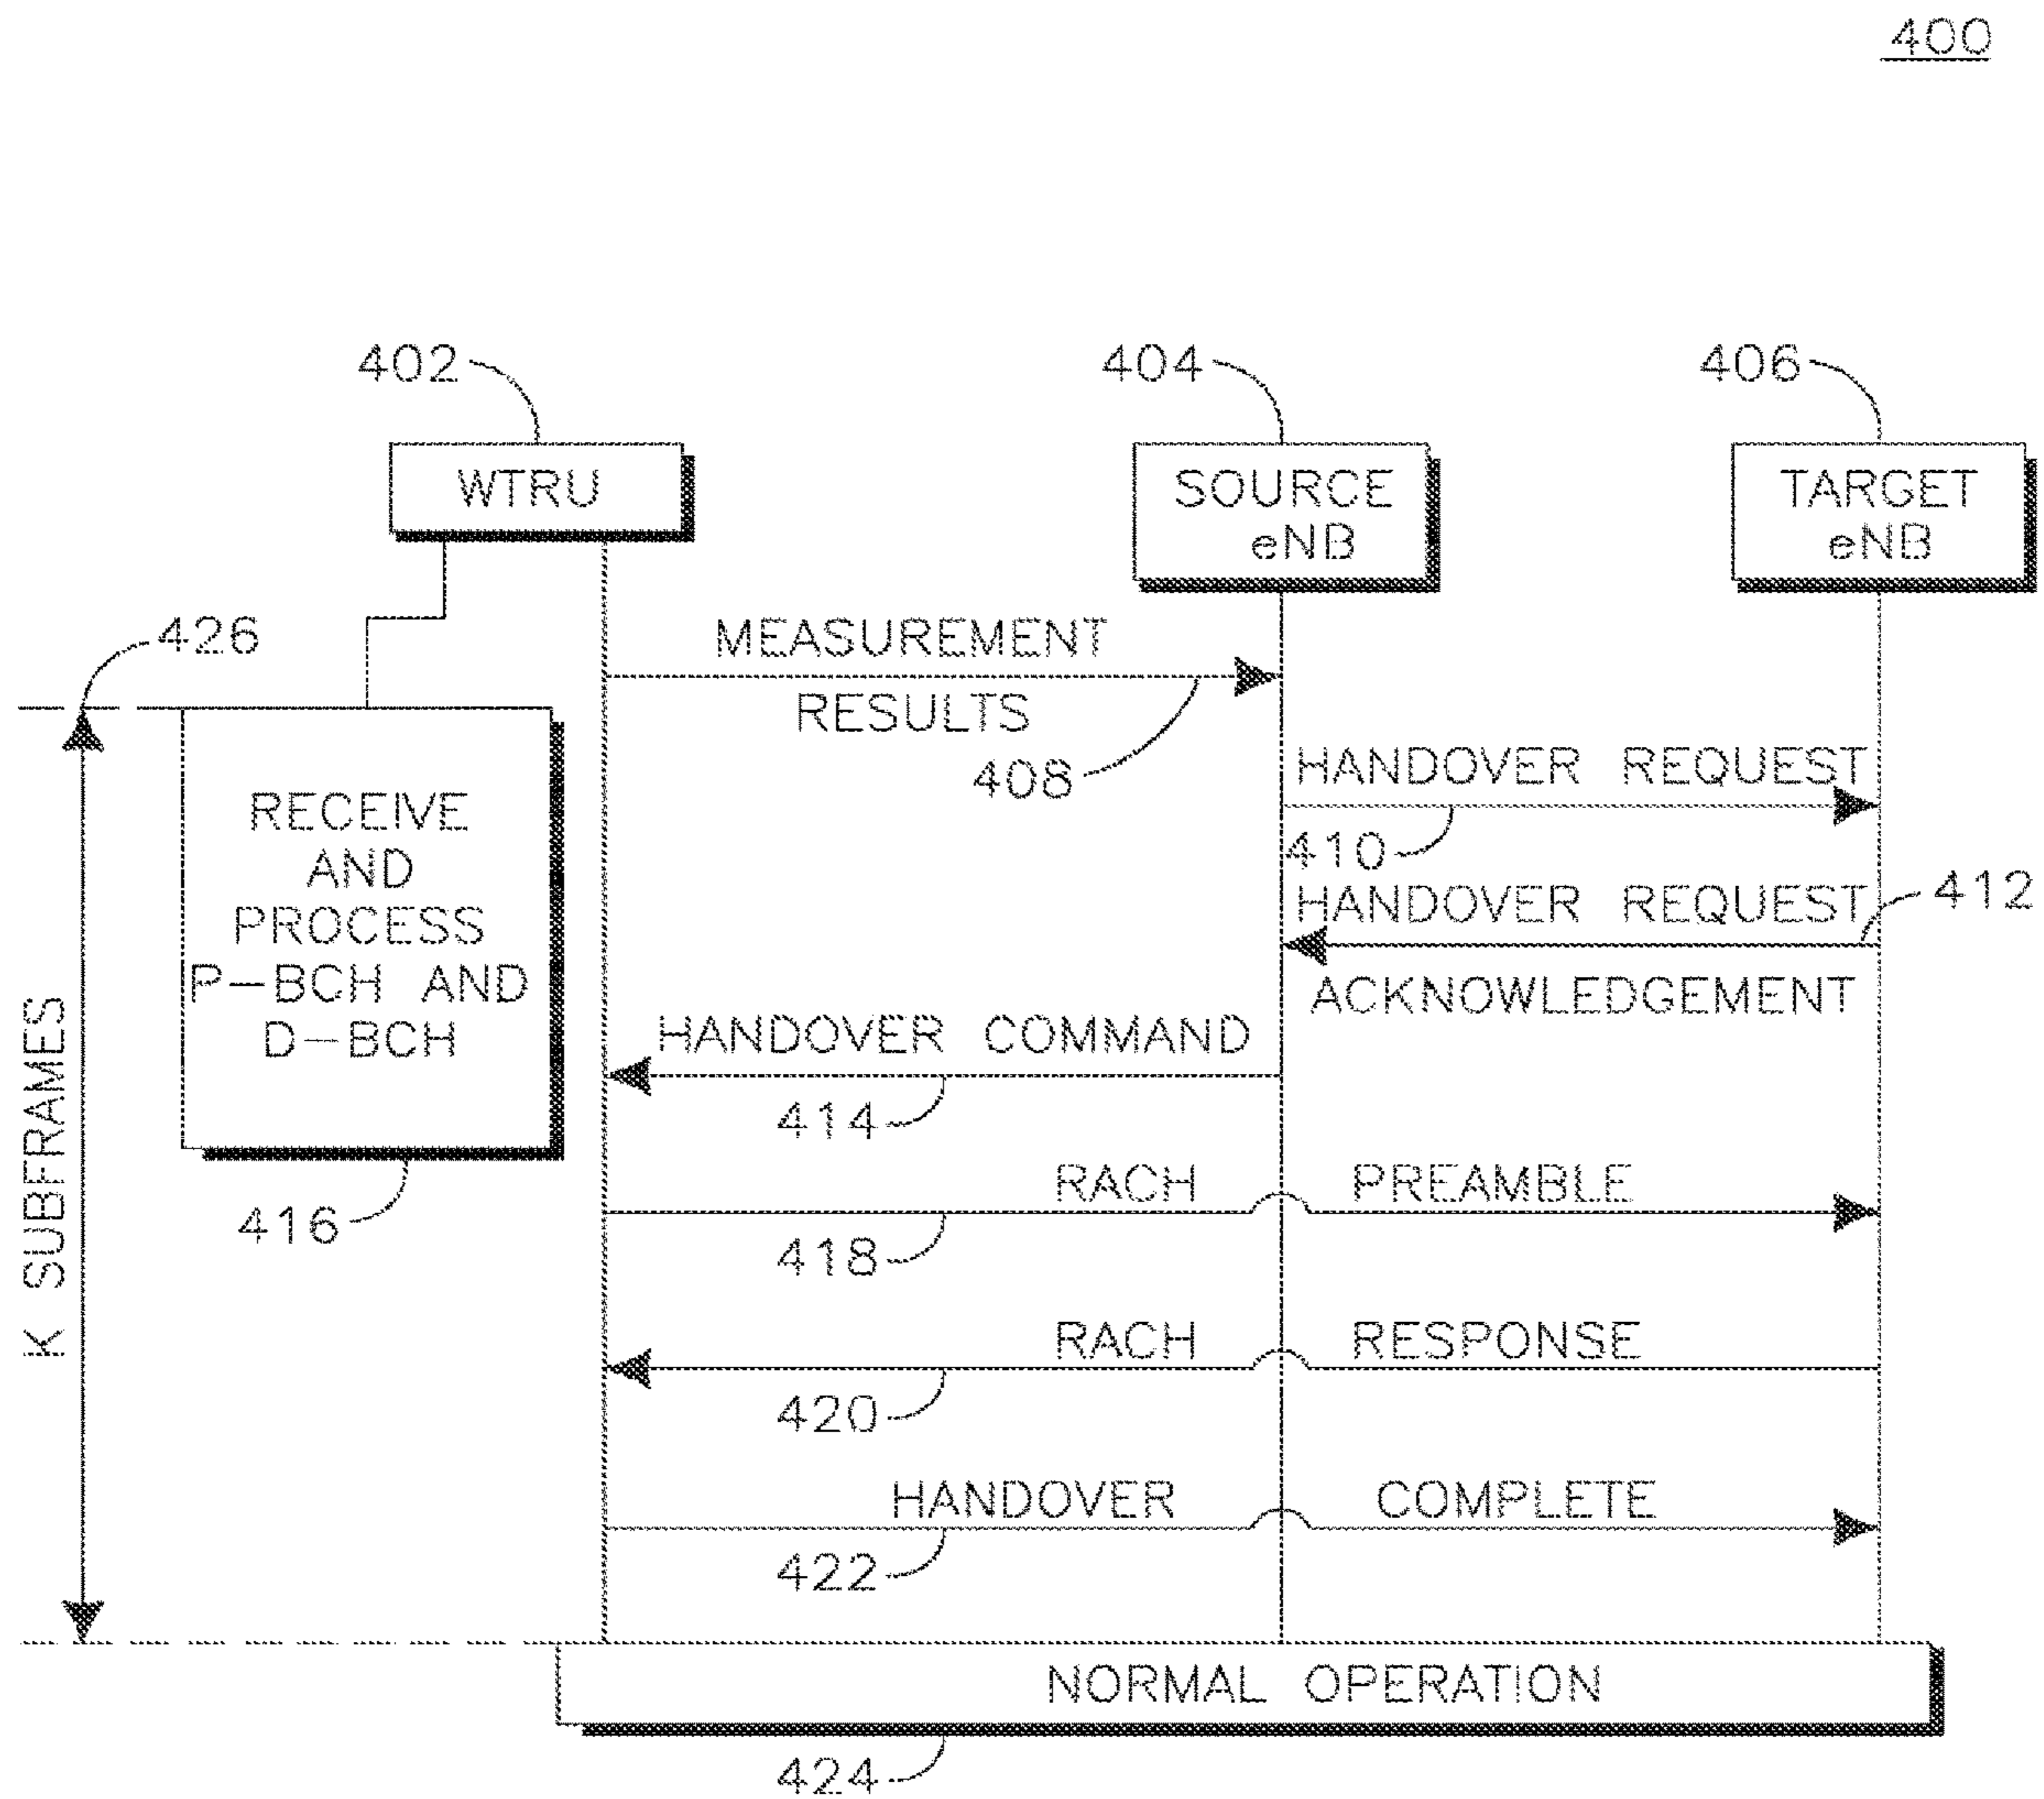 400
402
404
406
WTRU
SOURCE
eNB
TARGET
eNB
426
MEASUREMENT
RESULTS
408
HANDOVER REQUEST
410
HANDOVER REQUEST
412
ACKNOWLEDGEMENT
RECEIVE
AND
PROCESS
P-BCH AND
D-BCH
416
K SUBFRAMES
HANDOVER COMMAND
414
RACH PREAMBLE
418
RACH RESPONSE
420
HANDOVER COMPLETE
422
NORMAL OPERATION
424